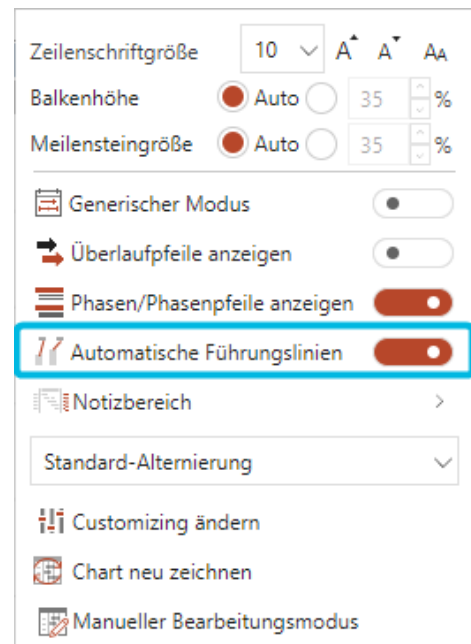 Zeilenschriftgröße 10 A A AA
Balkenhöhe Auto 35 %
Meilensteingröße Auto 35 %
Generischer Modus
Überlaufpfeile anzeigen
Phasen/Phasenpfeile anzeigen
Automatische Führungslinien
Notizbereich
Standard-Alternierung
Customizing ändern
Chart neu zeichnen
Manueller Bearbeitungsmodus